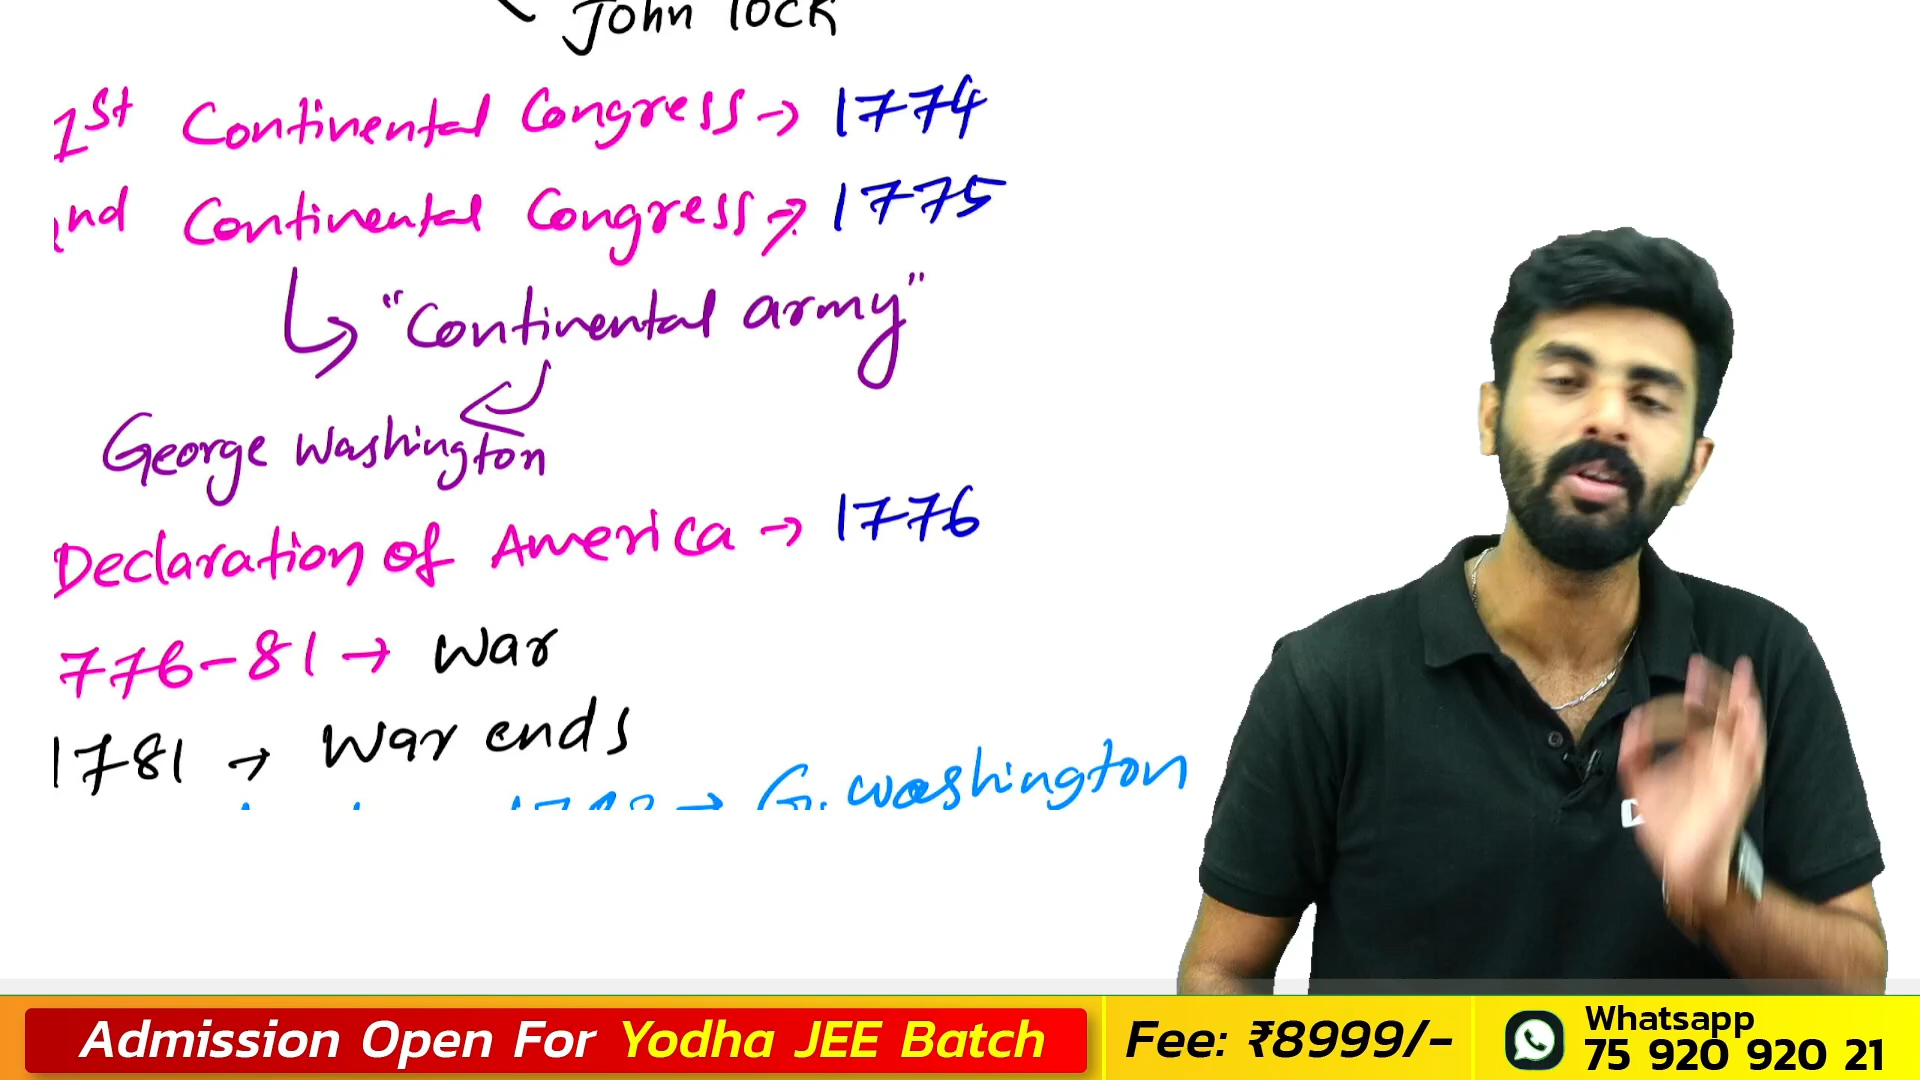 John lock
1st Continental Congress → 1774
nd Continental Congress → 1775
"Continental army"
George Washington
Declaration of America → 1776
776-81 → war
1781 → War ends
→ G. Washington
Admission Open For Yodha JEE Batch
Fee: ₹8999/-
Whatsapp
75 920 920 21